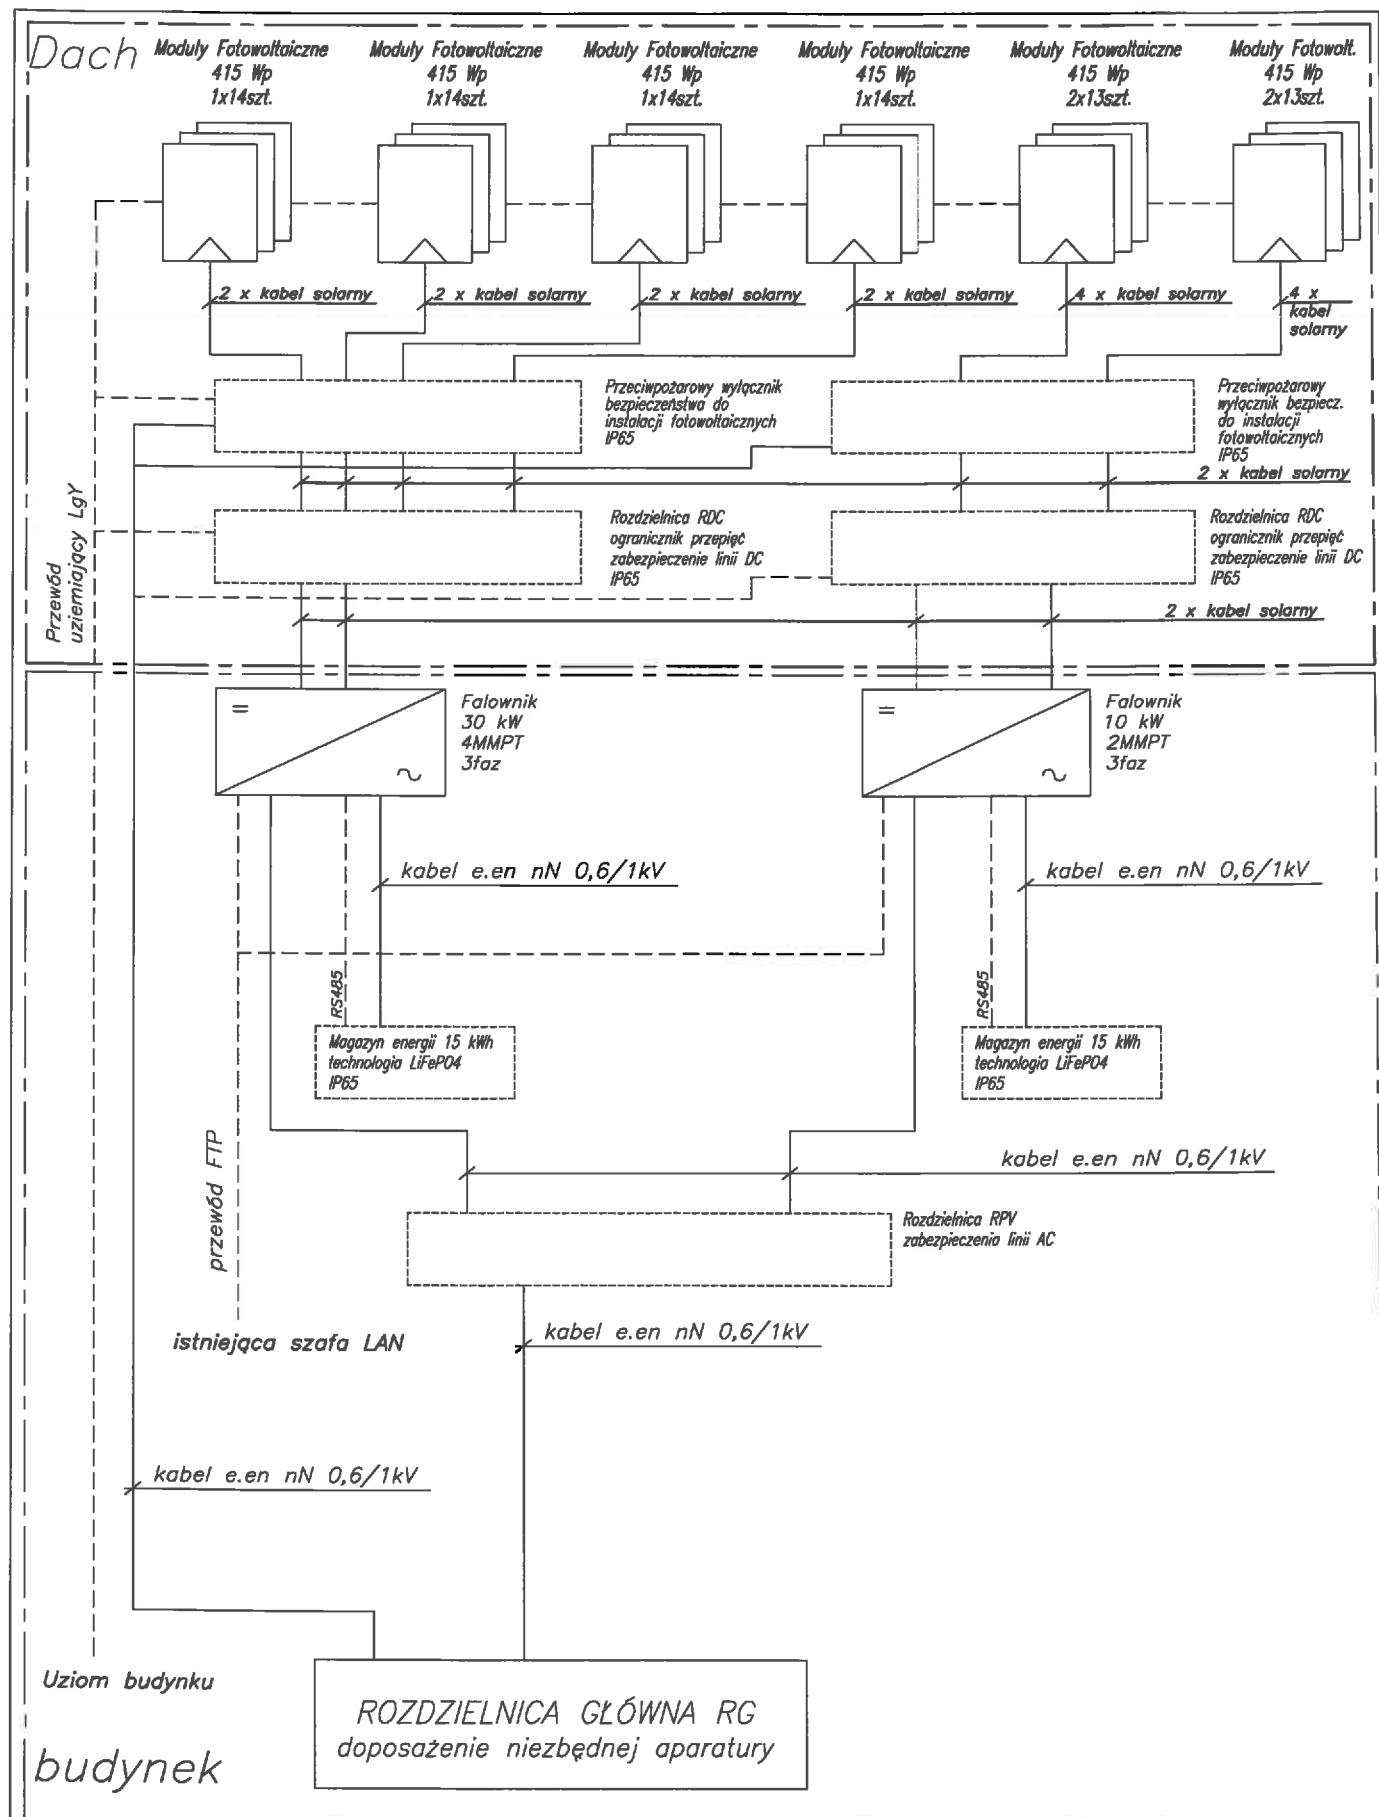 Dach
Moduły Fotowołtaiczne
415 Wp
1x14szt.
Moduły Fotowołtaiczne
415 Wp
1x14szt.
Moduły Fotowołtaiczne
415 Wp
1x14szt.
Moduły Fotowołtaiczne
415 Wp
1x14szt.
Moduły Fotowołtaiczne
415 Wp
2x13szt.
Moduły Fotowołt.
415 Wp
2x13szt.
2 x kabel solarny
2 x kabel solarny
2 x kabel solarny
2 x kabel solarny
4 x kabel solarny
4 x
kabel
solarny
Przeciwpożarowy wyłącznik
bezpieczeństwa do
instalacji fotowołtaicznych
IP65
Przeciwpożarowy
wyłącznik bezpiecz.
do instalacji
fotowołtaicznych
IP65
2 x kabel solarny
Rozdzielnica RDC
ogranicznik przepięć
zabezpieczenie linii DC
IP65
Rozdzielnica RDC
ogranicznik przepięć
zabezpieczenie linii DC
IP65
2 x kabel solarny
Przewód
uziemiający LgY
=
Falownik
30 kW
4MMPT
3faz
=
Falownik
10 kW
2MMPT
3faz
kabel e.en nN 0,6/1kV
kabel e.en nN 0,6/1kV
RS485
RS485
Magazyn energii 15 kWh
technologia LiFePO4
IP65
Magazyn energii 15 kWh
technologia LiFePO4
IP65
przewód FTP
kabel e.en nN 0,6/1kV
Rozdzielnica RPV
zabezpieczenia linii AC
istniejąca szafa LAN
kabel e.en nN 0,6/1kV
kabel e.en nN 0,6/1kV
Uziom budynku
ROZDZIELNICA GŁÓWNA RG
doposażenie niezbędnej aparatury
budynek